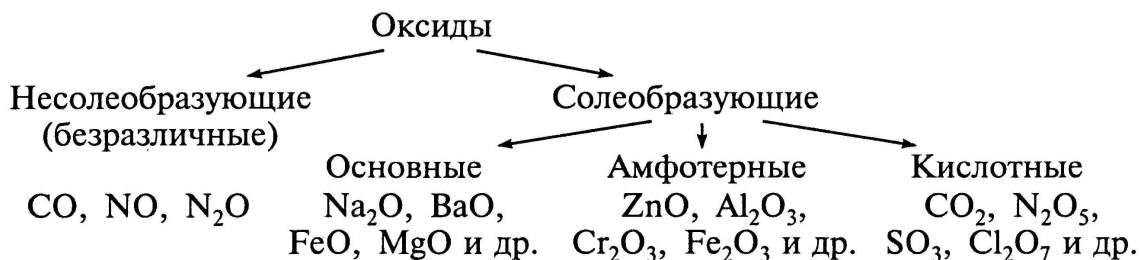 Оксиды
Несолеобразующие
(безразличные)
CO, NO, N₂O
Солеобразующие
Основные
Na₂O, BaO,
FeO, MgO и др.
Амфотерные
ZnO, Al₂O₃,
Cr₂O₃, Fe₂O₃ и др.
Кислотные
CO₂, N₂O₅,
SO₃, Cl₂O₇ и др.